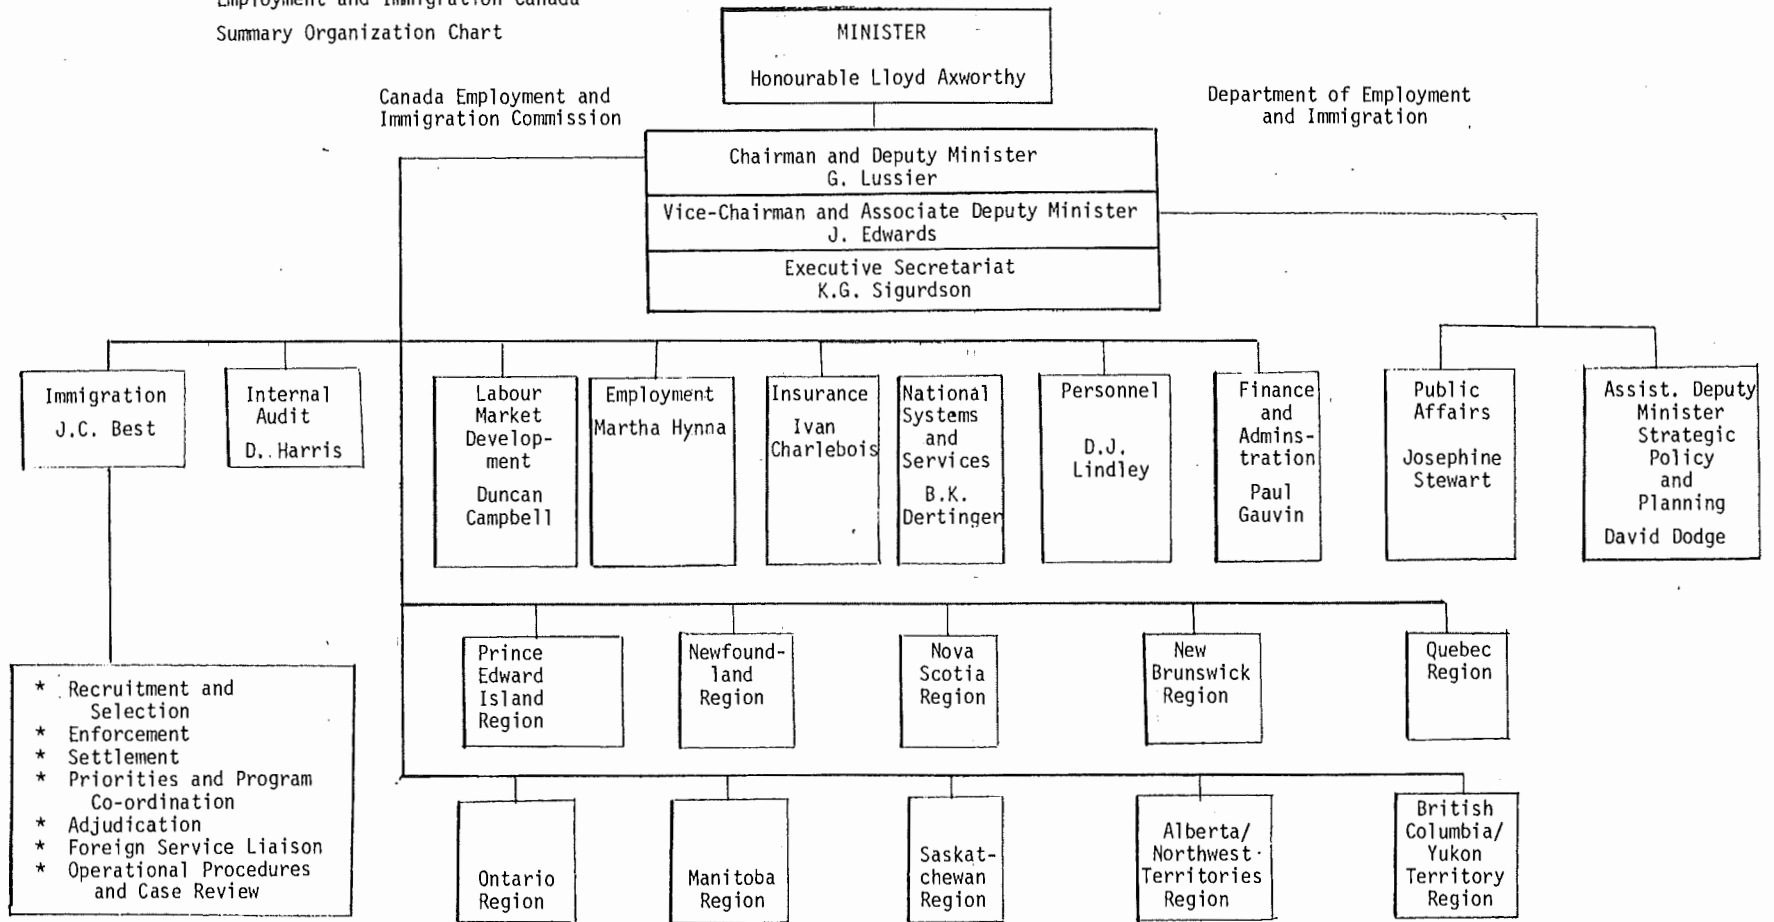 Employment and Immigration Canada
Summary Organization Chart
MINISTER
Honourable Lloyd Axworthy
Canada Employment and
Immigration Commission
Department of Employment
and Immigration
Chairman and Deputy Minister
G. Lussier
Vice-Chairman and Associate Deputy Minister
J. Edwards
Executive Secretariat
K.G. Sigurdson
Immigration
J.C. Best
Internal
Audit
D. Harris
Labour
Market
Develop-
ment
Duncan
Campbell
Employment
Martha Hynna
Insurance
Ivan
Charlebois
National
Systems
and
Services
B.K.
Dertinger
Personnel
D.J.
Lindley
Finance
and
Admins-
tration
Paul
Gauvin
Public
Affairs
Josephine
Stewart
Assist. Deputy
Minister
Strategic
Policy
and
Planning
David Dodge
* Recruitment and
Selection
* Enforcement
* Settlement
* Priorities and Program
Co-ordination
* Adjudication
* Foreign Service Liaison
* Operational Procedures
and Case Review
Prince
Edward
Island
Region
Newfound-
land
Region
Nova
Scotia
Region
New
Brunswick
Region
Quebec
Region
Ontario
Region
Manitoba
Region
Saskat-
chewan
Region
Alberta/
Northwest
Territories
Region
British
Columbia/
Yukon
Territory
Region